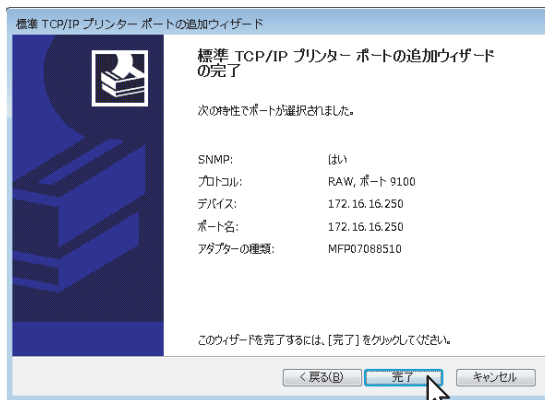 標準 TCP/IP プリンター ポートの追加ウィザード
標準 TCP/IP プリンター ポートの追加ウィザード
の完了
次の特性でポートが選択されました。
SNMP: はい
プロトコル: RAW, ポート 9100
デバイス: 172.16.16.250
ポート名: 172.16.16.250
アダプターの種類: MFP07088510
このウィザードを完了するには、[完了] をクリックしてください。
< 戻る(B) 完了 キャンセル